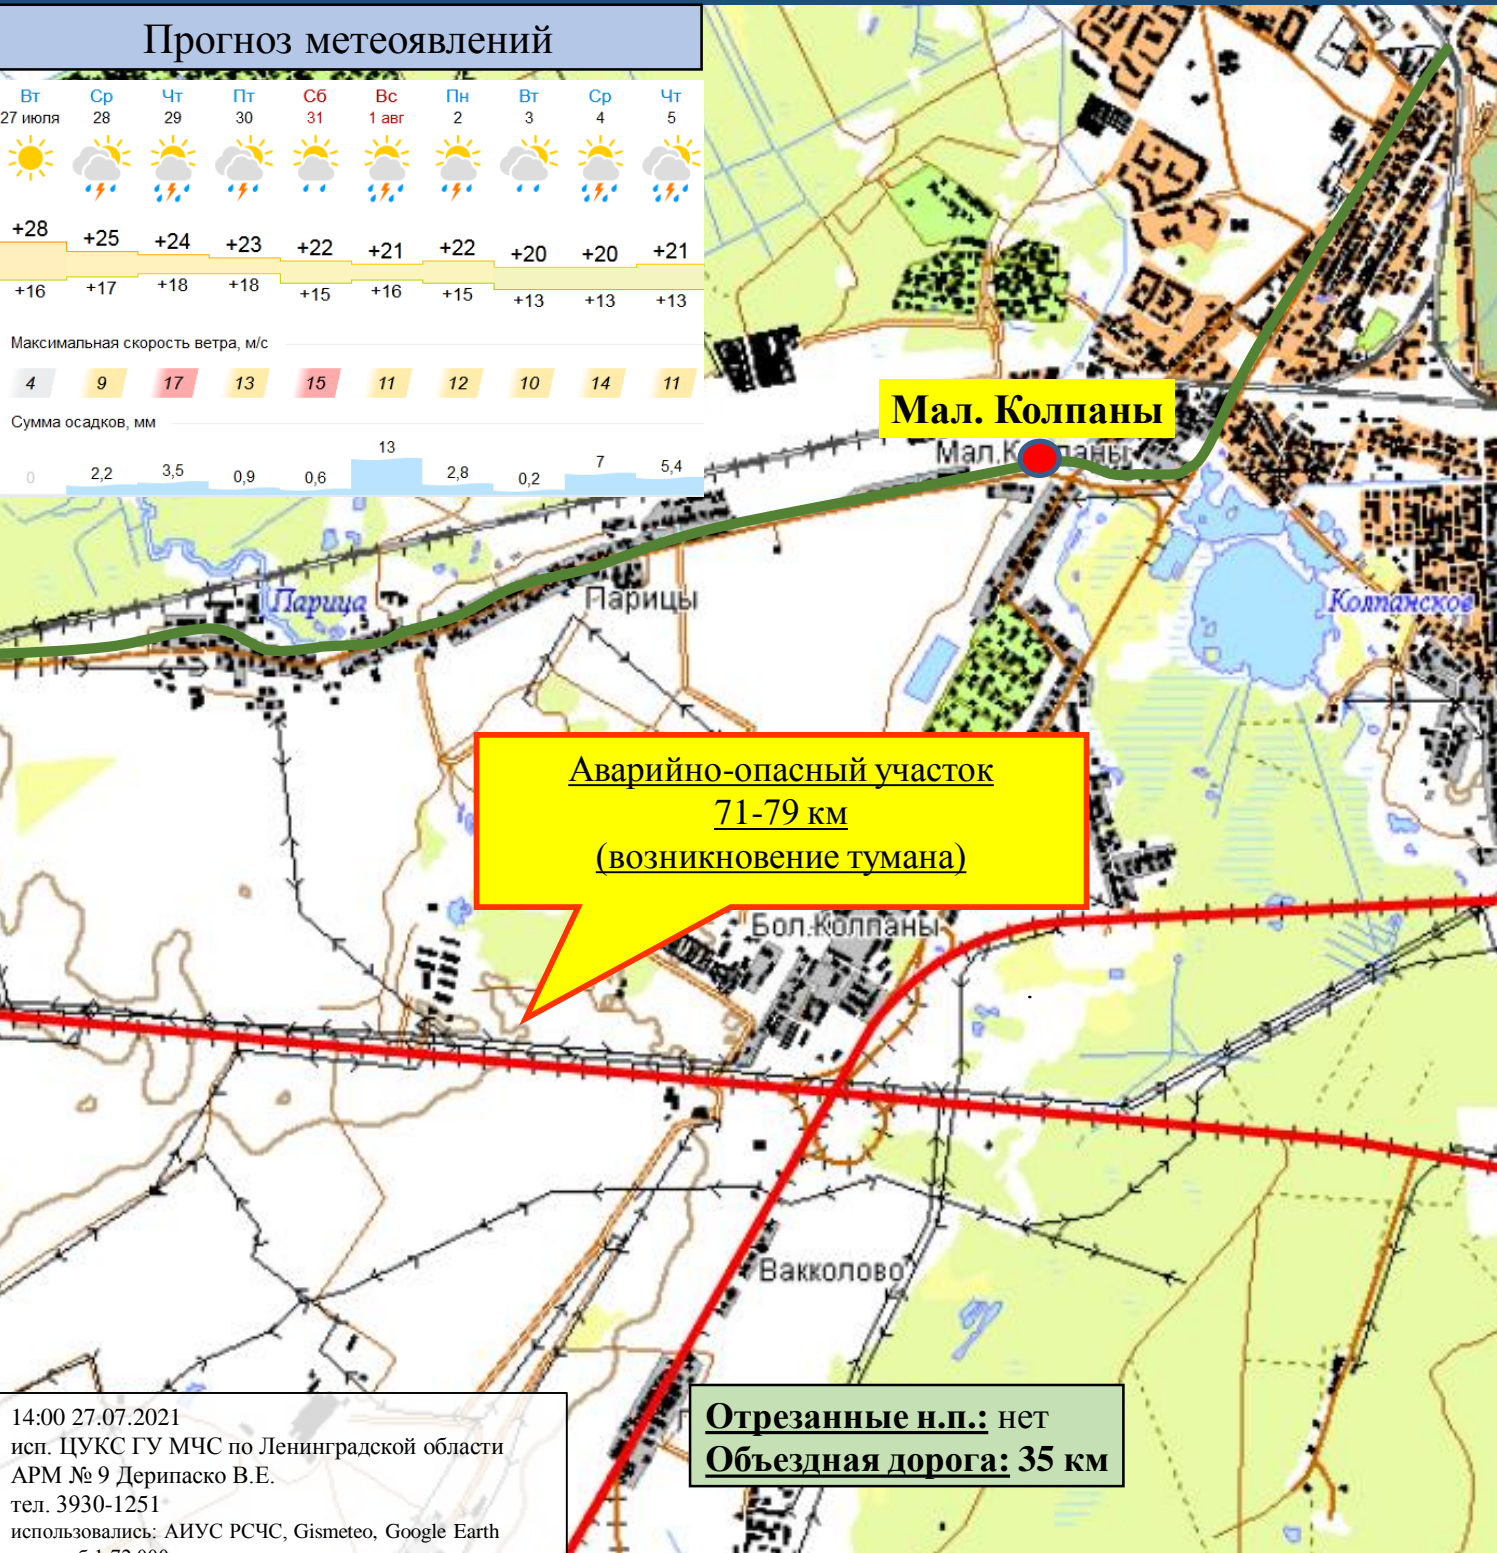 Прогноз метеоявлений
Вт Ср Чт Пт Сб Вс Пн Вт Ср Чт
27 июля 28 29 30 31 1 авг 2 3 4 5
+28 +25 +24 +23 +22 +21 +22 +20 +20 +21
+16 +17 +18 +18 +15 +16 +15 +13 +13 +13
Максимальная скорость ветра, м/с
4 9 17 13 15 11 12 10 14 11
Сумма осадков, мм
0 2,2 3,5 0,9 0,6 13 2,8 0,2 7 5,4
Мал. Колпаны
Парица
Парицы
Колпанское
Аварийно-опасный участок
71-79 км
(возникновение тумана)
Бол.Колпаны
Вакколово
Отрезанные н.п.: нет
Объездная дорога: 35 км
14:00 27.07.2021
исп. ЦУКС ГУ МЧС по Ленинградской области
АРМ № 9 Дерипаско В.Е.
тел. 3930-1251
использовались: АИУС РСЧС, Gismeteo, Google Earth